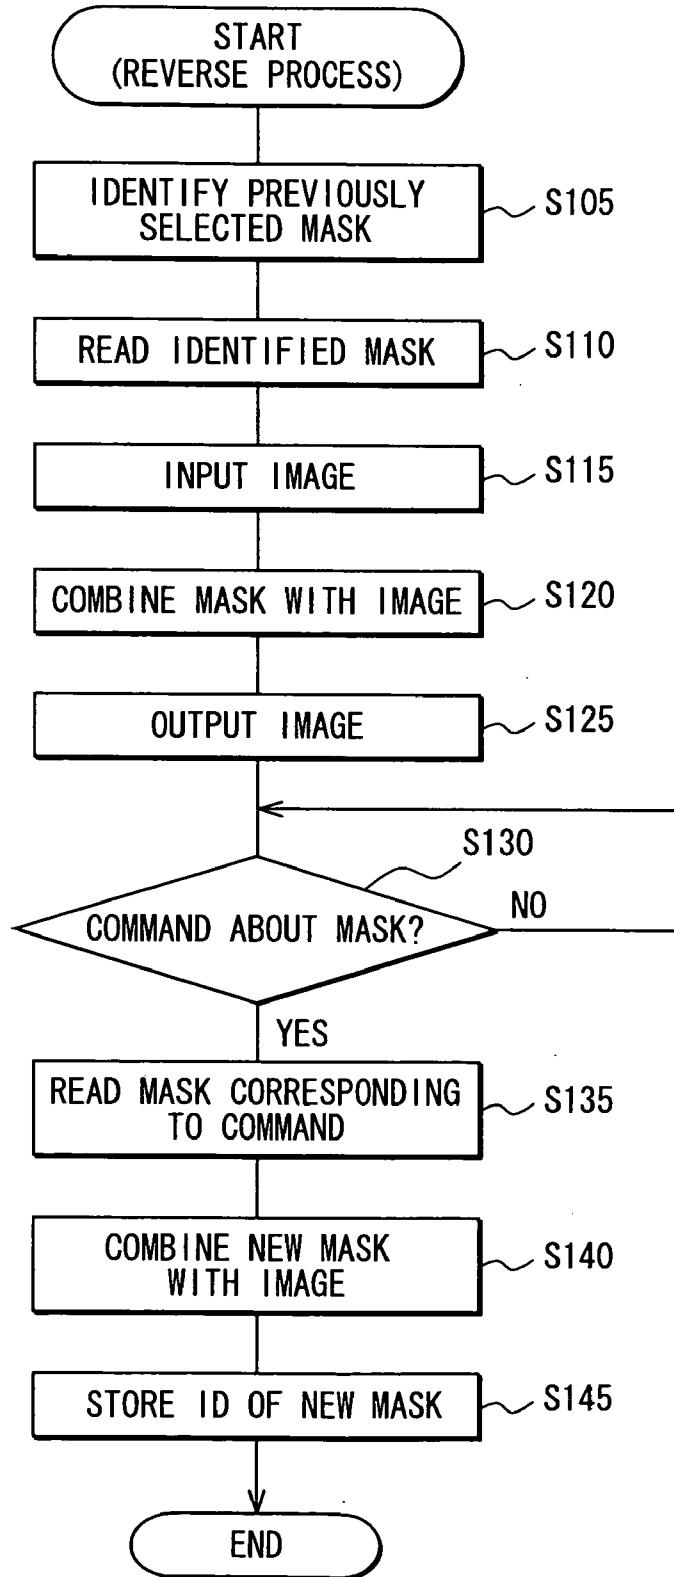 START
(REVERSE PROCESS)
IDENTIFY PREVIOUSLY
SELECTED MASK
S105
READ IDENTIFIED MASK
S110
INPUT IMAGE
S115
COMBINE MASK WITH IMAGE
S120
OUTPUT IMAGE
S125
S130
COMMAND ABOUT MASK?
NO
YES
READ MASK CORRESPONDING
TO COMMAND
S135
COMBINE NEW MASK
WITH IMAGE
S140
STORE ID OF NEW MASK
S145
END